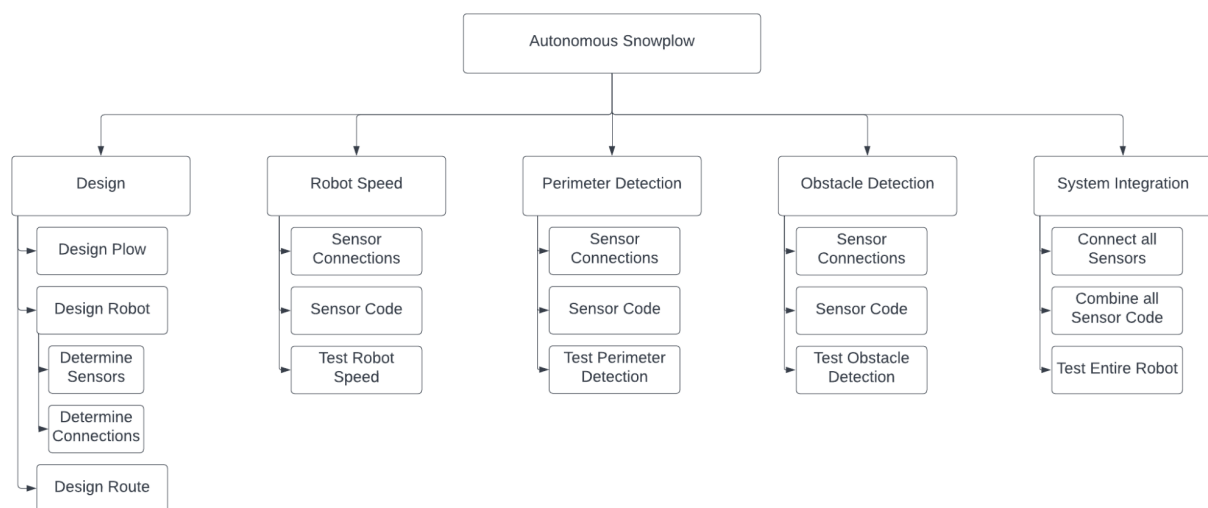 Autonomous Snowplow
Design
Robot Speed
Perimeter Detection
Obstacle Detection
System Integration
Design Plow
Design Robot
Determine
Sensors
Determine
Connections
Design Route
Sensor
Connections
Sensor Code
Test Robot
Speed
Sensor
Connections
Sensor Code
Test Perimeter
Detection
Sensor
Connections
Sensor Code
Test Obstacle
Detection
Connect all
Sensors
Combine all
Sensor Code
Test Entire Robot